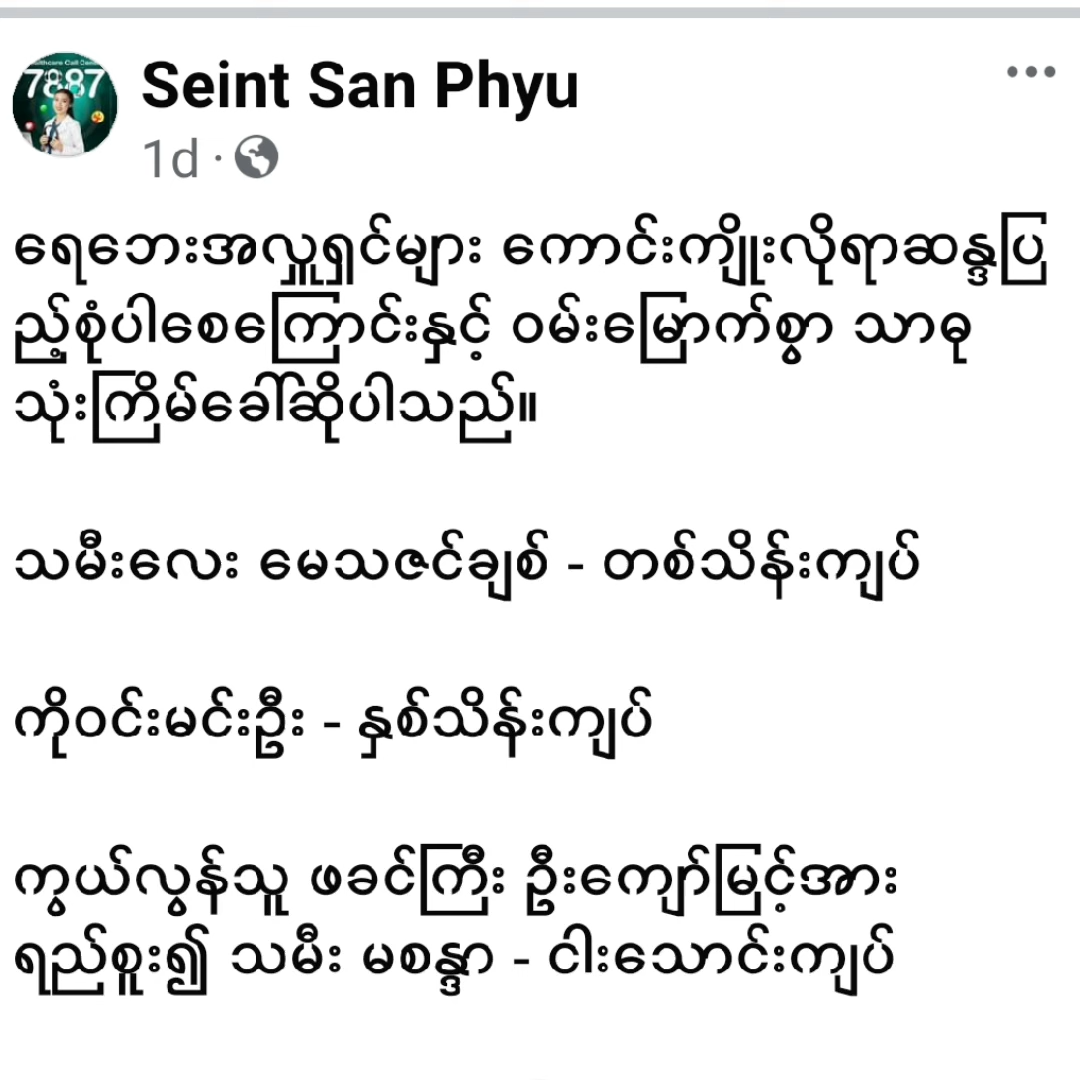 Healthcare Call Center
7887
Seint San Phyu
1d ·
ရေဘေးအလှူရှင်များ ကောင်းကျိုးလိုရာဆန္ဒပြ
ည့်စုံပါစေကြောင်းနှင့် ဝမ်းမြောက်စွာ သာဓု
သုံးကြိမ်ခေါ်ဆိုပါသည်။
သမီးလေး မေသဇင်ချစ် - တစ်သိန်းကျပ်
ကိုဝင်းမင်းဦး - နှစ်သိန်းကျပ်
ကွယ်လွန်သူ ဖခင်ကြီး ဦးကျော်မြင့်အား
ရည်စူး၍ သမီး မစန္ဒာ - ငါးသောင်းကျပ်